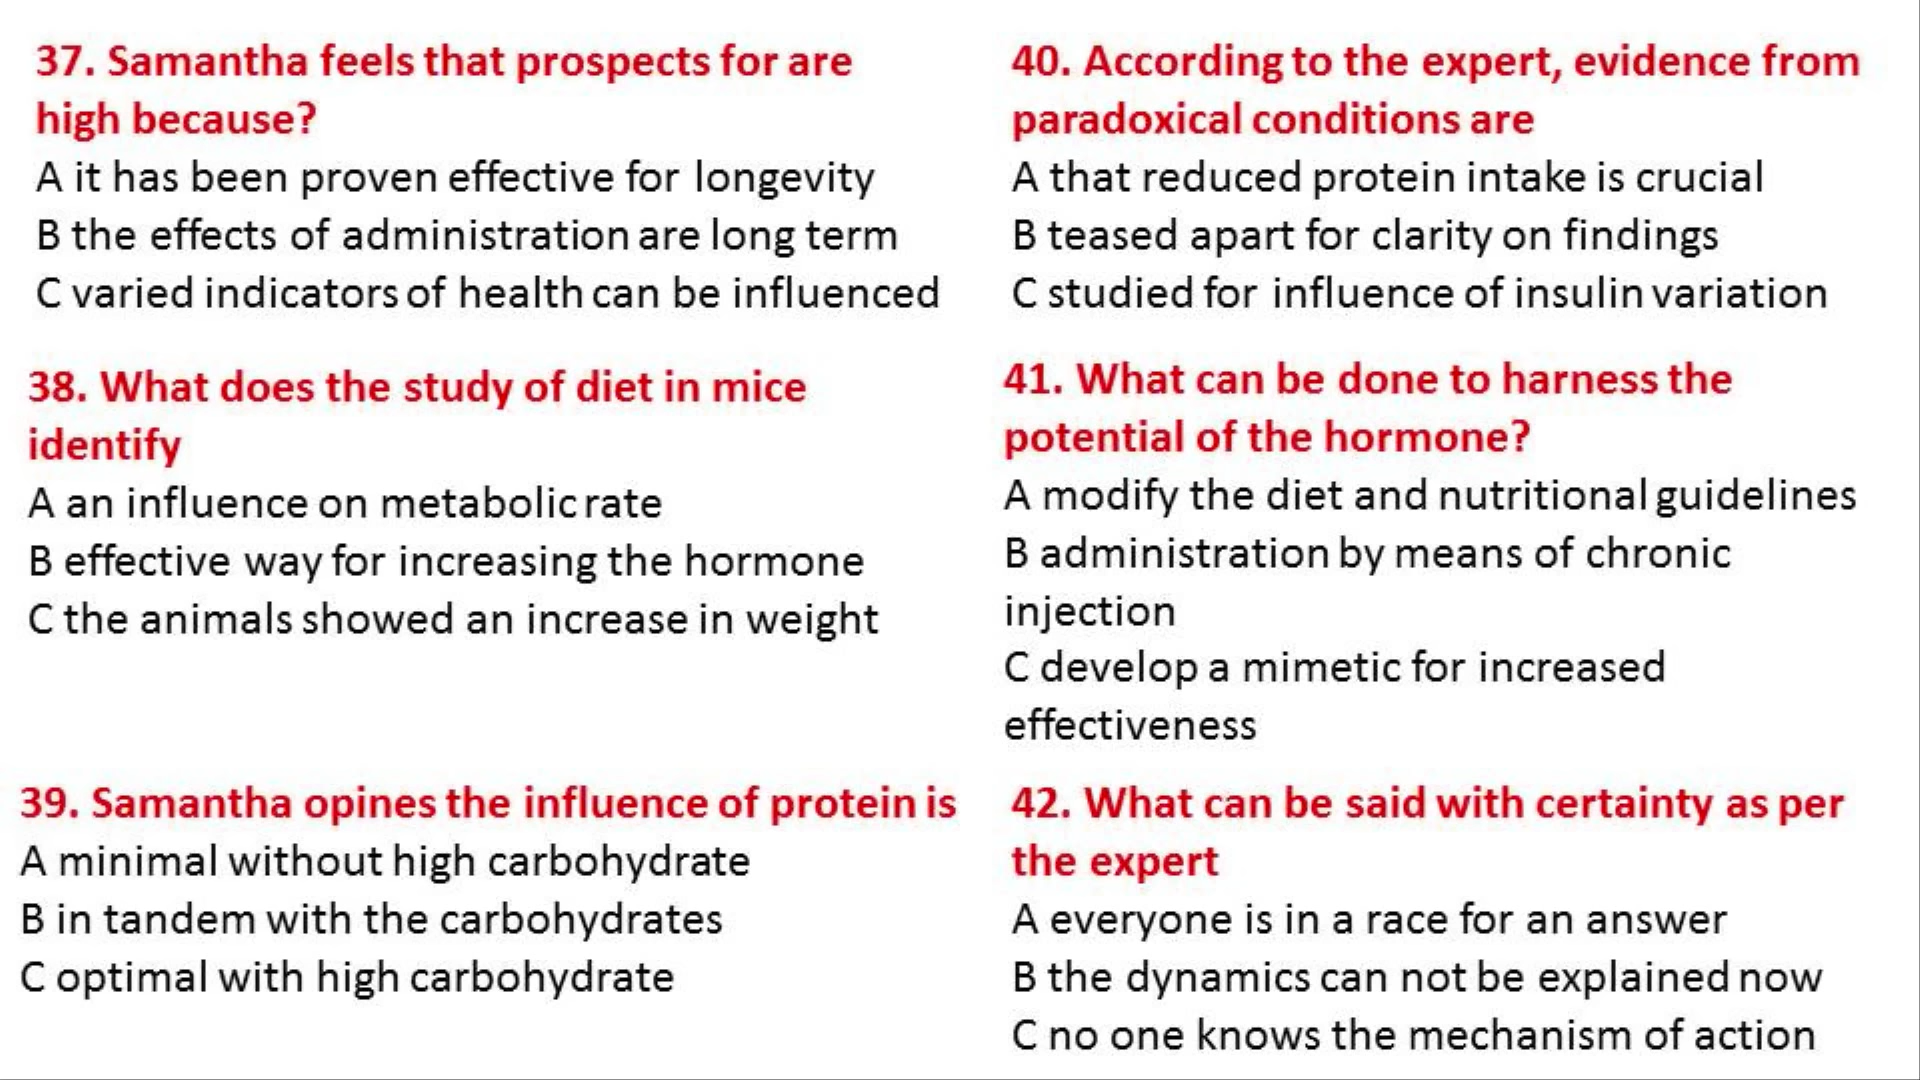 37. Samantha feels that prospects for are
high because?
A it has been proven effective for longevity
B the effects of administration are long term
C varied indicators of health can be influenced
38. What does the study of diet in mice
identify
A an influence on metabolic rate
B effective way for increasing the hormone
C the animals showed an increase in weight
39. Samantha opines the influence of protein is
A minimal without high carbohydrate
B in tandem with the carbohydrates
C optimal with high carbohydrate
40. According to the expert, evidence from
paradoxical conditions are
A that reduced protein intake is crucial
B teased apart for clarity on findings
C studied for influence of insulin variation
41. What can be done to harness the
potential of the hormone?
A modify the diet and nutritional guidelines
B administration by means of chronic
injection
C develop a mimetic for increased
effectiveness
42. What can be said with certainty as per
the expert
A everyone is in a race for an answer
B the dynamics can not be explained now
C no one knows the mechanism of action